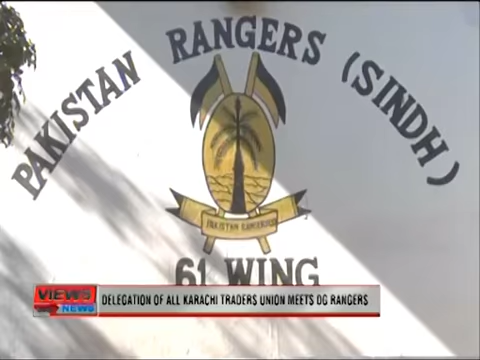 PAKISTAN RANGERS (SINDH)
PAKISTAN RANGERS(S)
61 WING
VIEWS NEWS
DELEGATION OF ALL KARACHI TRADERS UNION MEETS DG RANGERS